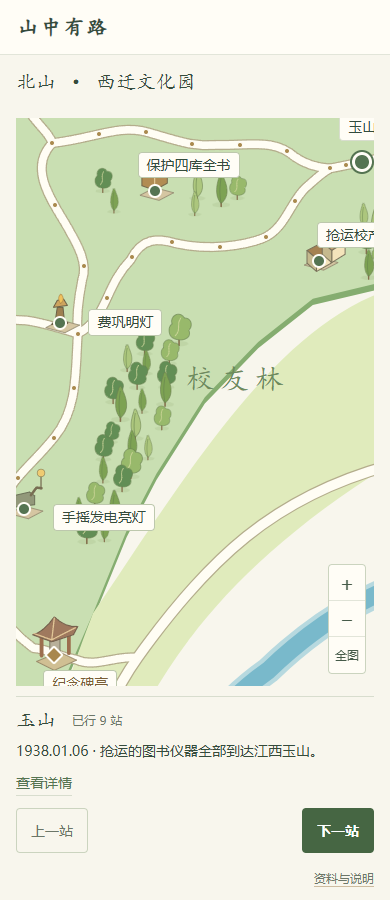 山中有路
北山 • 西迁文化园
玉山
保护四库全书
抢运校产
费巩明灯
校友林
手摇发电亮灯
纪念碑亭
+
−
全图
玉山 已行 9 站
1938.01.06 · 抢运的图书仪器全部到达江西玉山。
查看详情
上一站
下一站
资料与说明